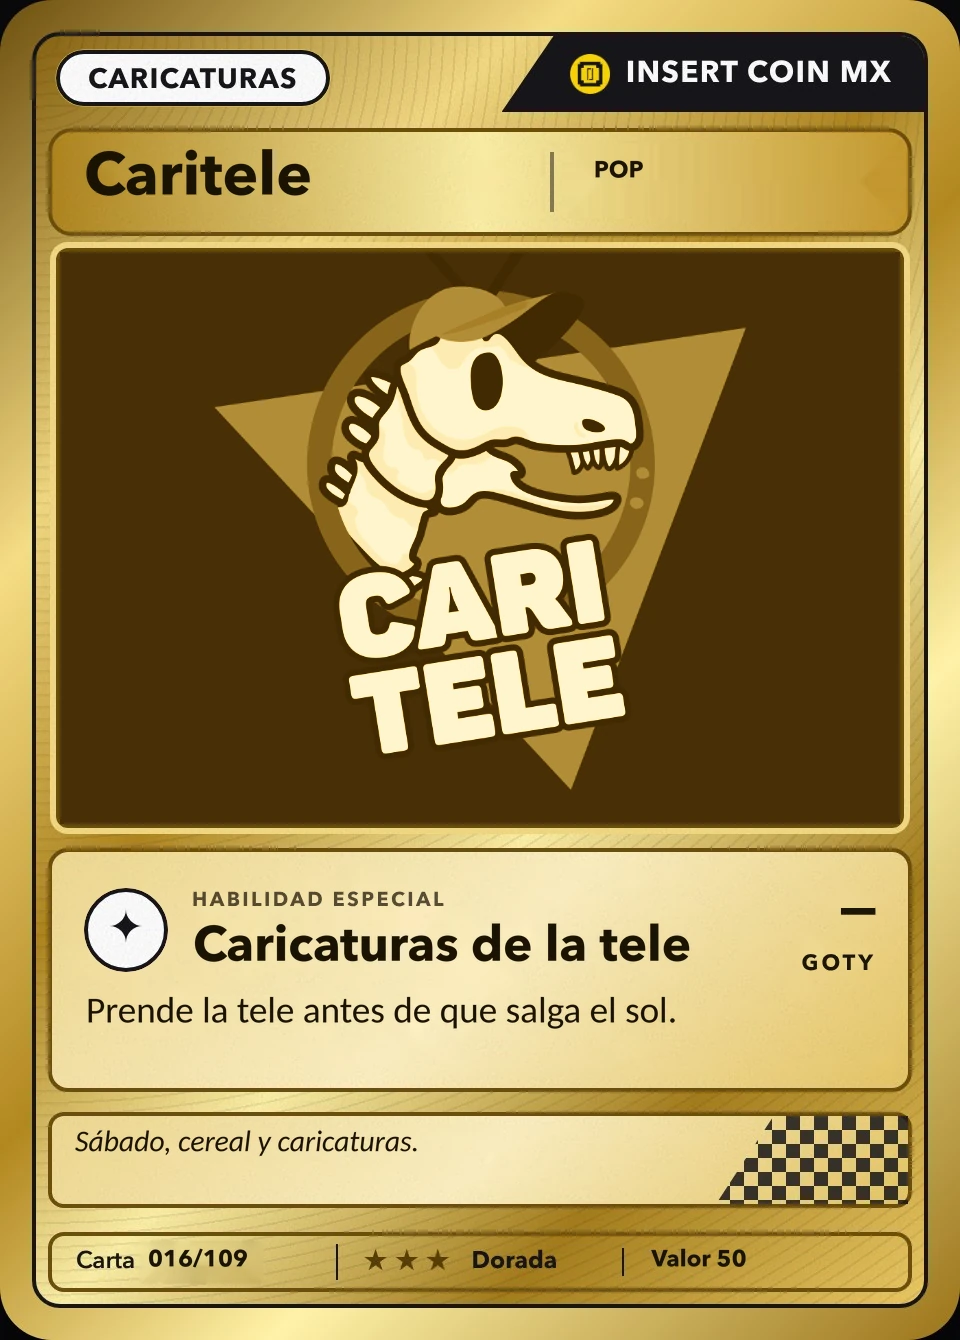 CARICATURAS
INSERT COIN MX
Caritele
POP
CARI
TELE
HABILIDAD ESPECIAL
Caricaturas de la tele
GOTY
Prende la tele antes de que salga el sol.
Sábado, cereal y caricaturas.
Carta 016/109 ★★★ Dorada Valor 50